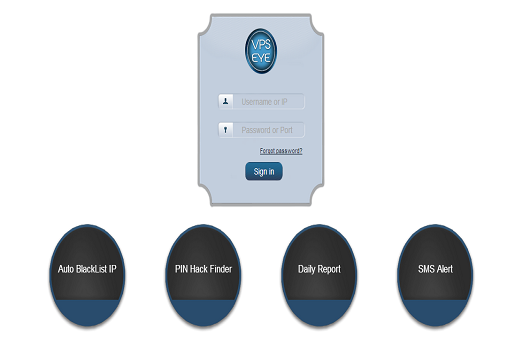 VPS
EYE
Username or IP
Password or Port
Forgot password?
Sign in
Auto BlackList IP
PIN Hack Finder
Daily Report
SMS Alert